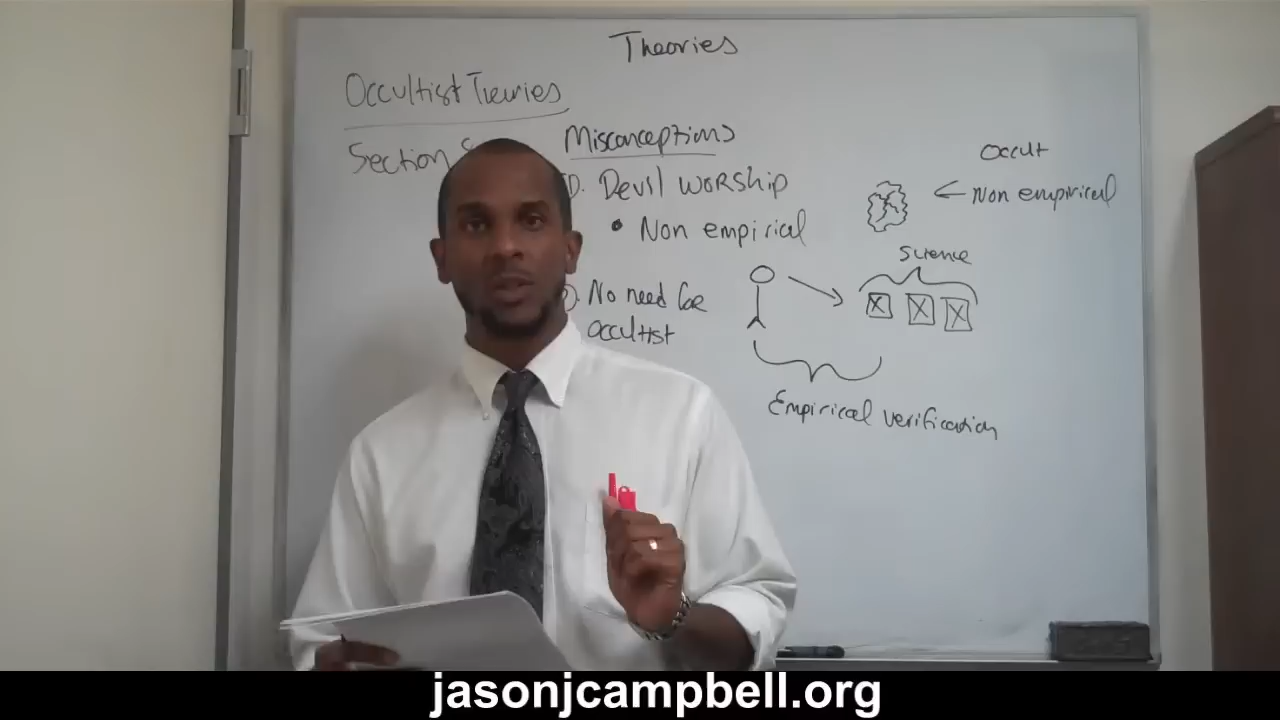 Theories
Occultist Theories
Section
Misconceptions
Devil worship
• Non empirical
No need for
occultist
Occult
← Non empirical
Science
Empirical verification
jasonjcampbell.org